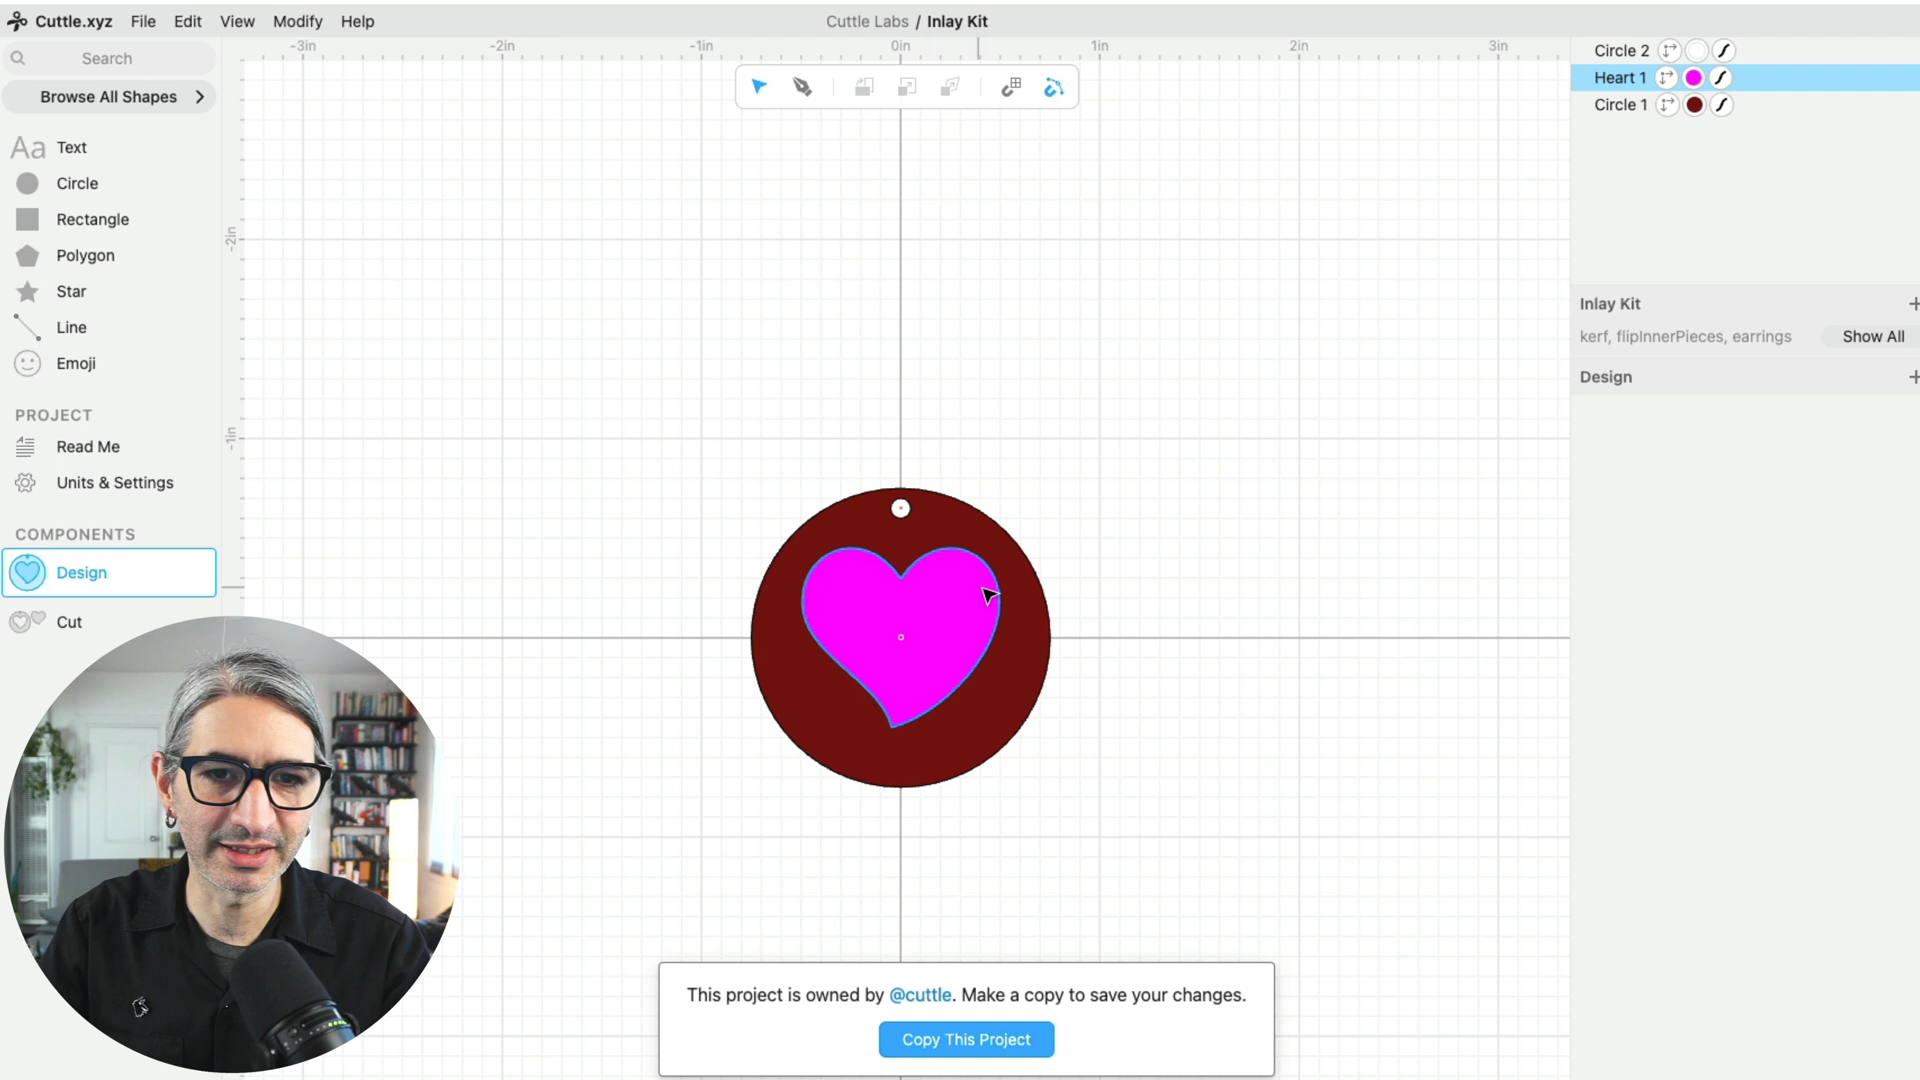 Cuttle.xyz File Edit View Modify Help
Cuttle Labs / Inlay Kit
Search
Browse All Shapes
Aa Text
Circle
Rectangle
Polygon
Star
Line
Emoji
PROJECT
Read Me
Units & Settings
COMPONENTS
Design
Cut
-3in -2in -1in 0in 1in 2in 3in
-2in
-1in
Circle 2
Heart 1
Circle 1
Inlay Kit
kerf, flipInnerPieces, earrings Show All
Design
This project is owned by @cuttle. Make a copy to save your changes.
Copy This Project